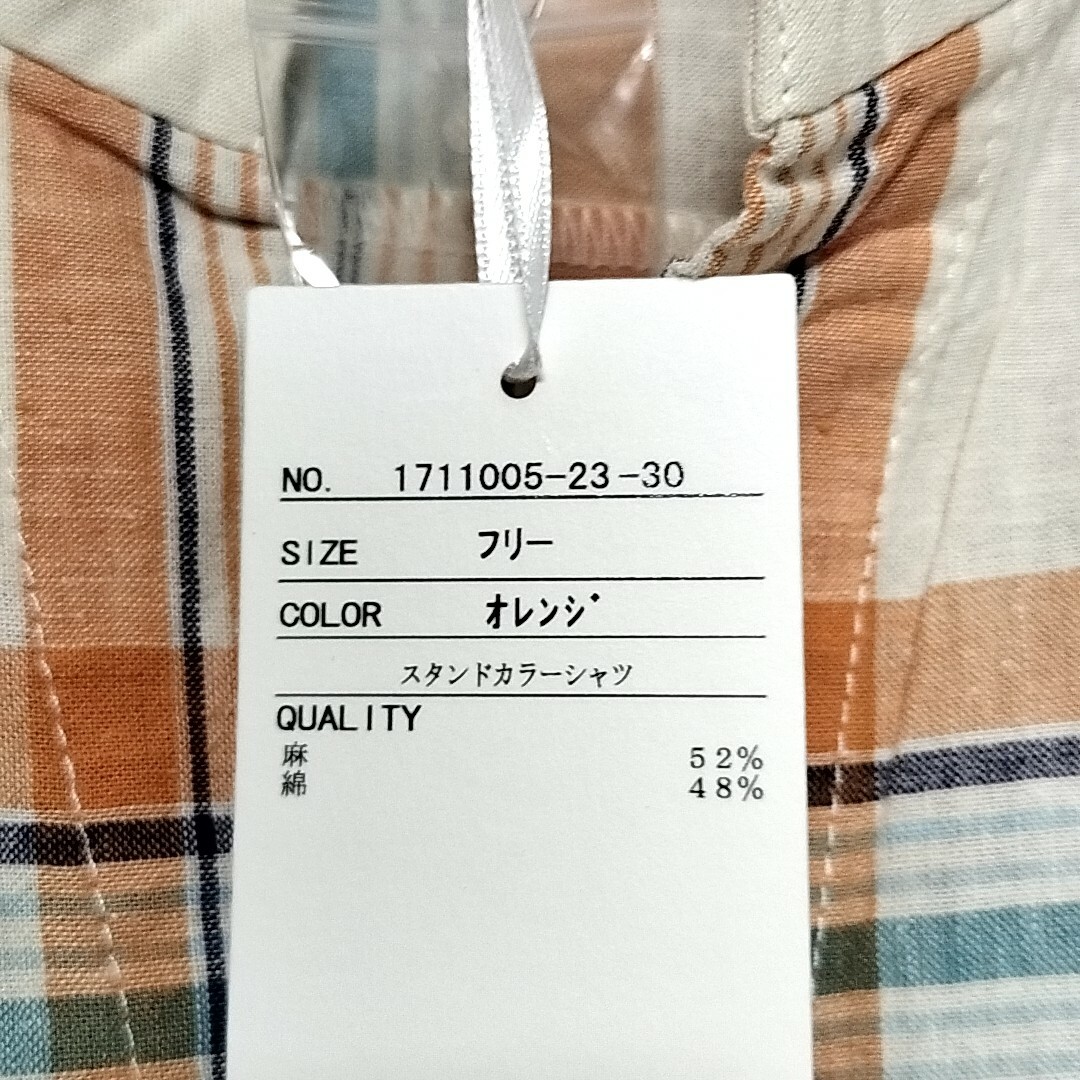 NO. 1711005-23-30
SIZE フリー
COLOR オレンジ
スタンドカラーシャツ
QUALITY
麻 52%
綿 48%